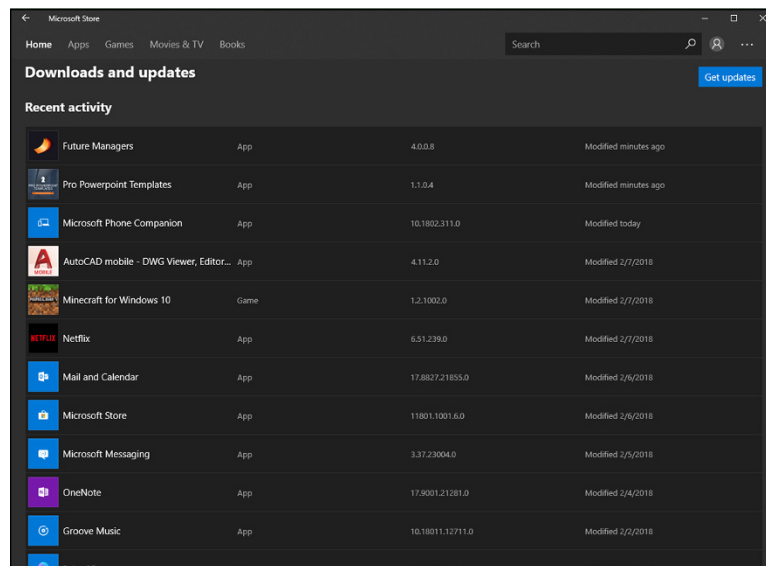 Microsoft Store
Home Apps Games Movies & TV Books Search
Downloads and updates
Get updates
Recent activity
Future Managers App 4.0.0.8 Modified minutes ago
Pro Powerpoint Templates App 1.1.0.4 Modified minutes ago
Microsoft Phone Companion App 10.1802.311.0 Modified today
AutoCAD mobile - DWG Viewer, Editor... App 4.11.2.0 Modified 2/7/2018
Minecraft for Windows 10 Game 1.2.1002.0 Modified 2/7/2018
NETFLIX Netflix App 6.51.239.0 Modified 2/7/2018
Mail and Calendar App 17.8827.21855.0 Modified 2/6/2018
Microsoft Store App 11801.1001.6.0 Modified 2/6/2018
Microsoft Messaging App 3.37.23004.0 Modified 2/5/2018
OneNote App 17.9001.21281.0 Modified 2/4/2018
Groove Music App 10.18011.12711.0 Modified 2/2/2018